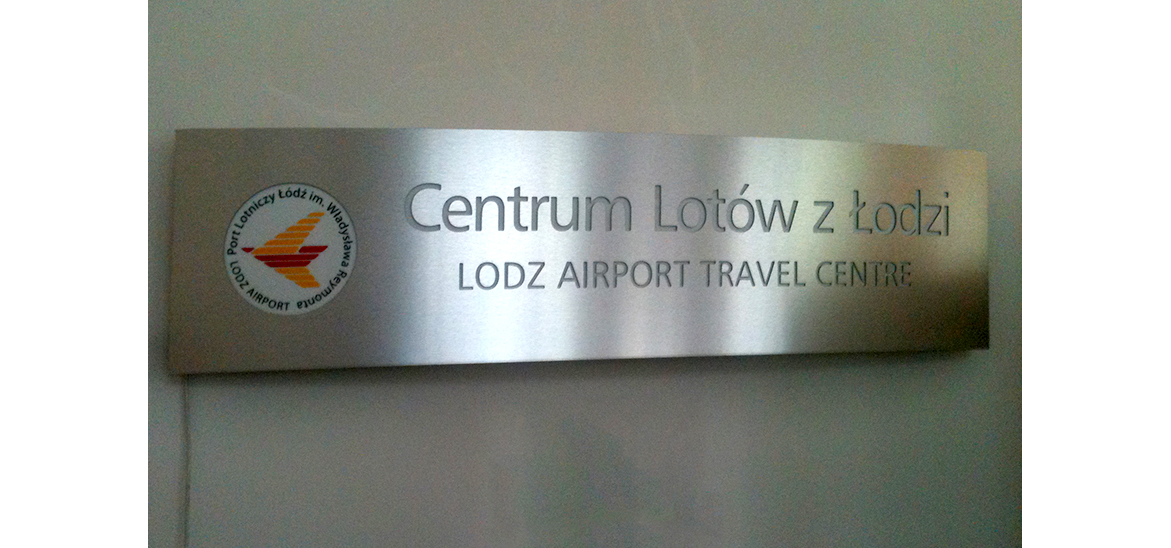 Port Lotniczy Łódź im. Władysława Reymonta
LODZ AIRPORT
Centrum Lotów z Łodzi
LODZ AIRPORT TRAVEL CENTRE